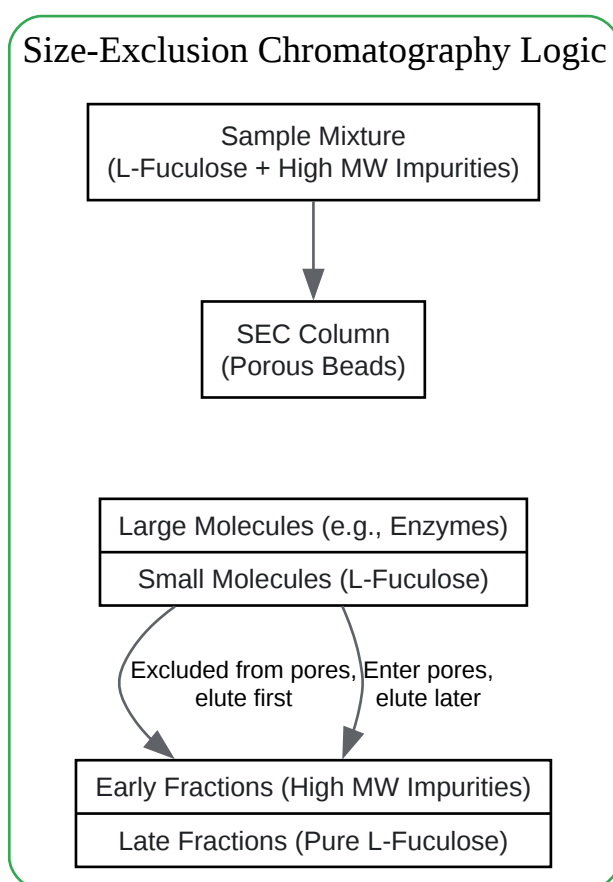 Size-Exclusion Chromatography Logic
Sample Mixture
(L-Fuculose + High MW Impurities)
SEC Column
(Porous Beads)
Large Molecules (e.g., Enzymes)
Small Molecules (L-Fuculose)
Excluded from pores,
elute first
Enter pores,
elute later
Early Fractions (High MW Impurities)
Late Fractions (Pure L-Fuculose)